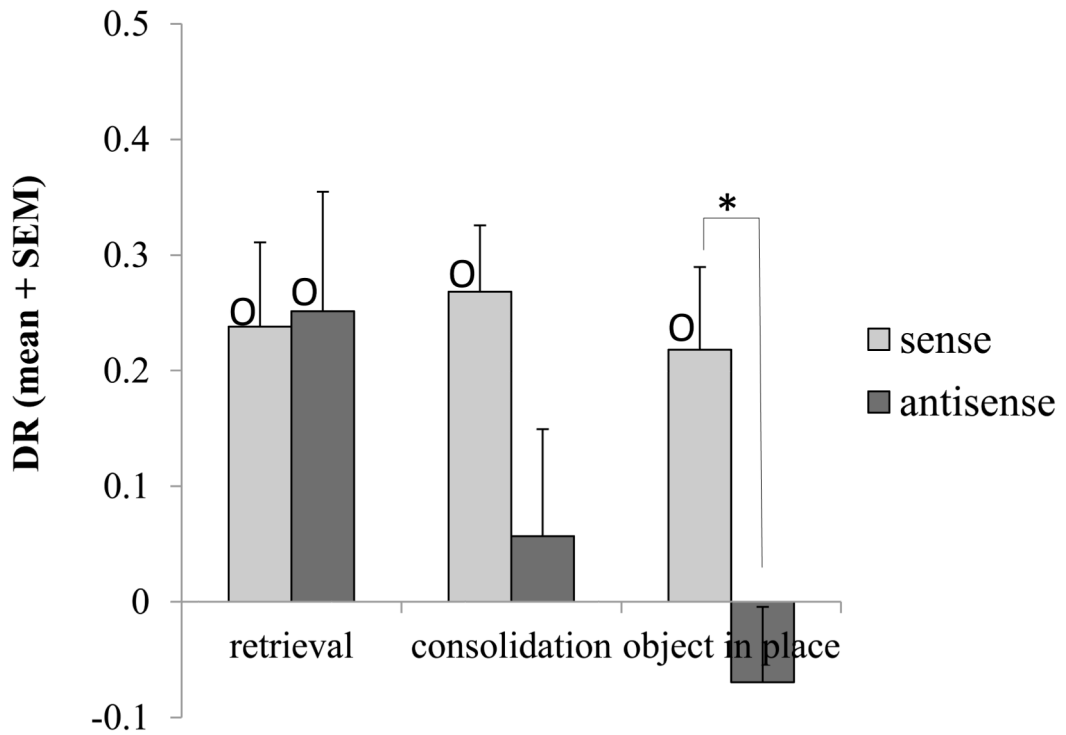 0.5
0.4
0.3
0.2
0.1
0
-0.1
DR (mean + SEM)
O
O
O
O
*
retrieval
consolidation
object in place
sense
antisense